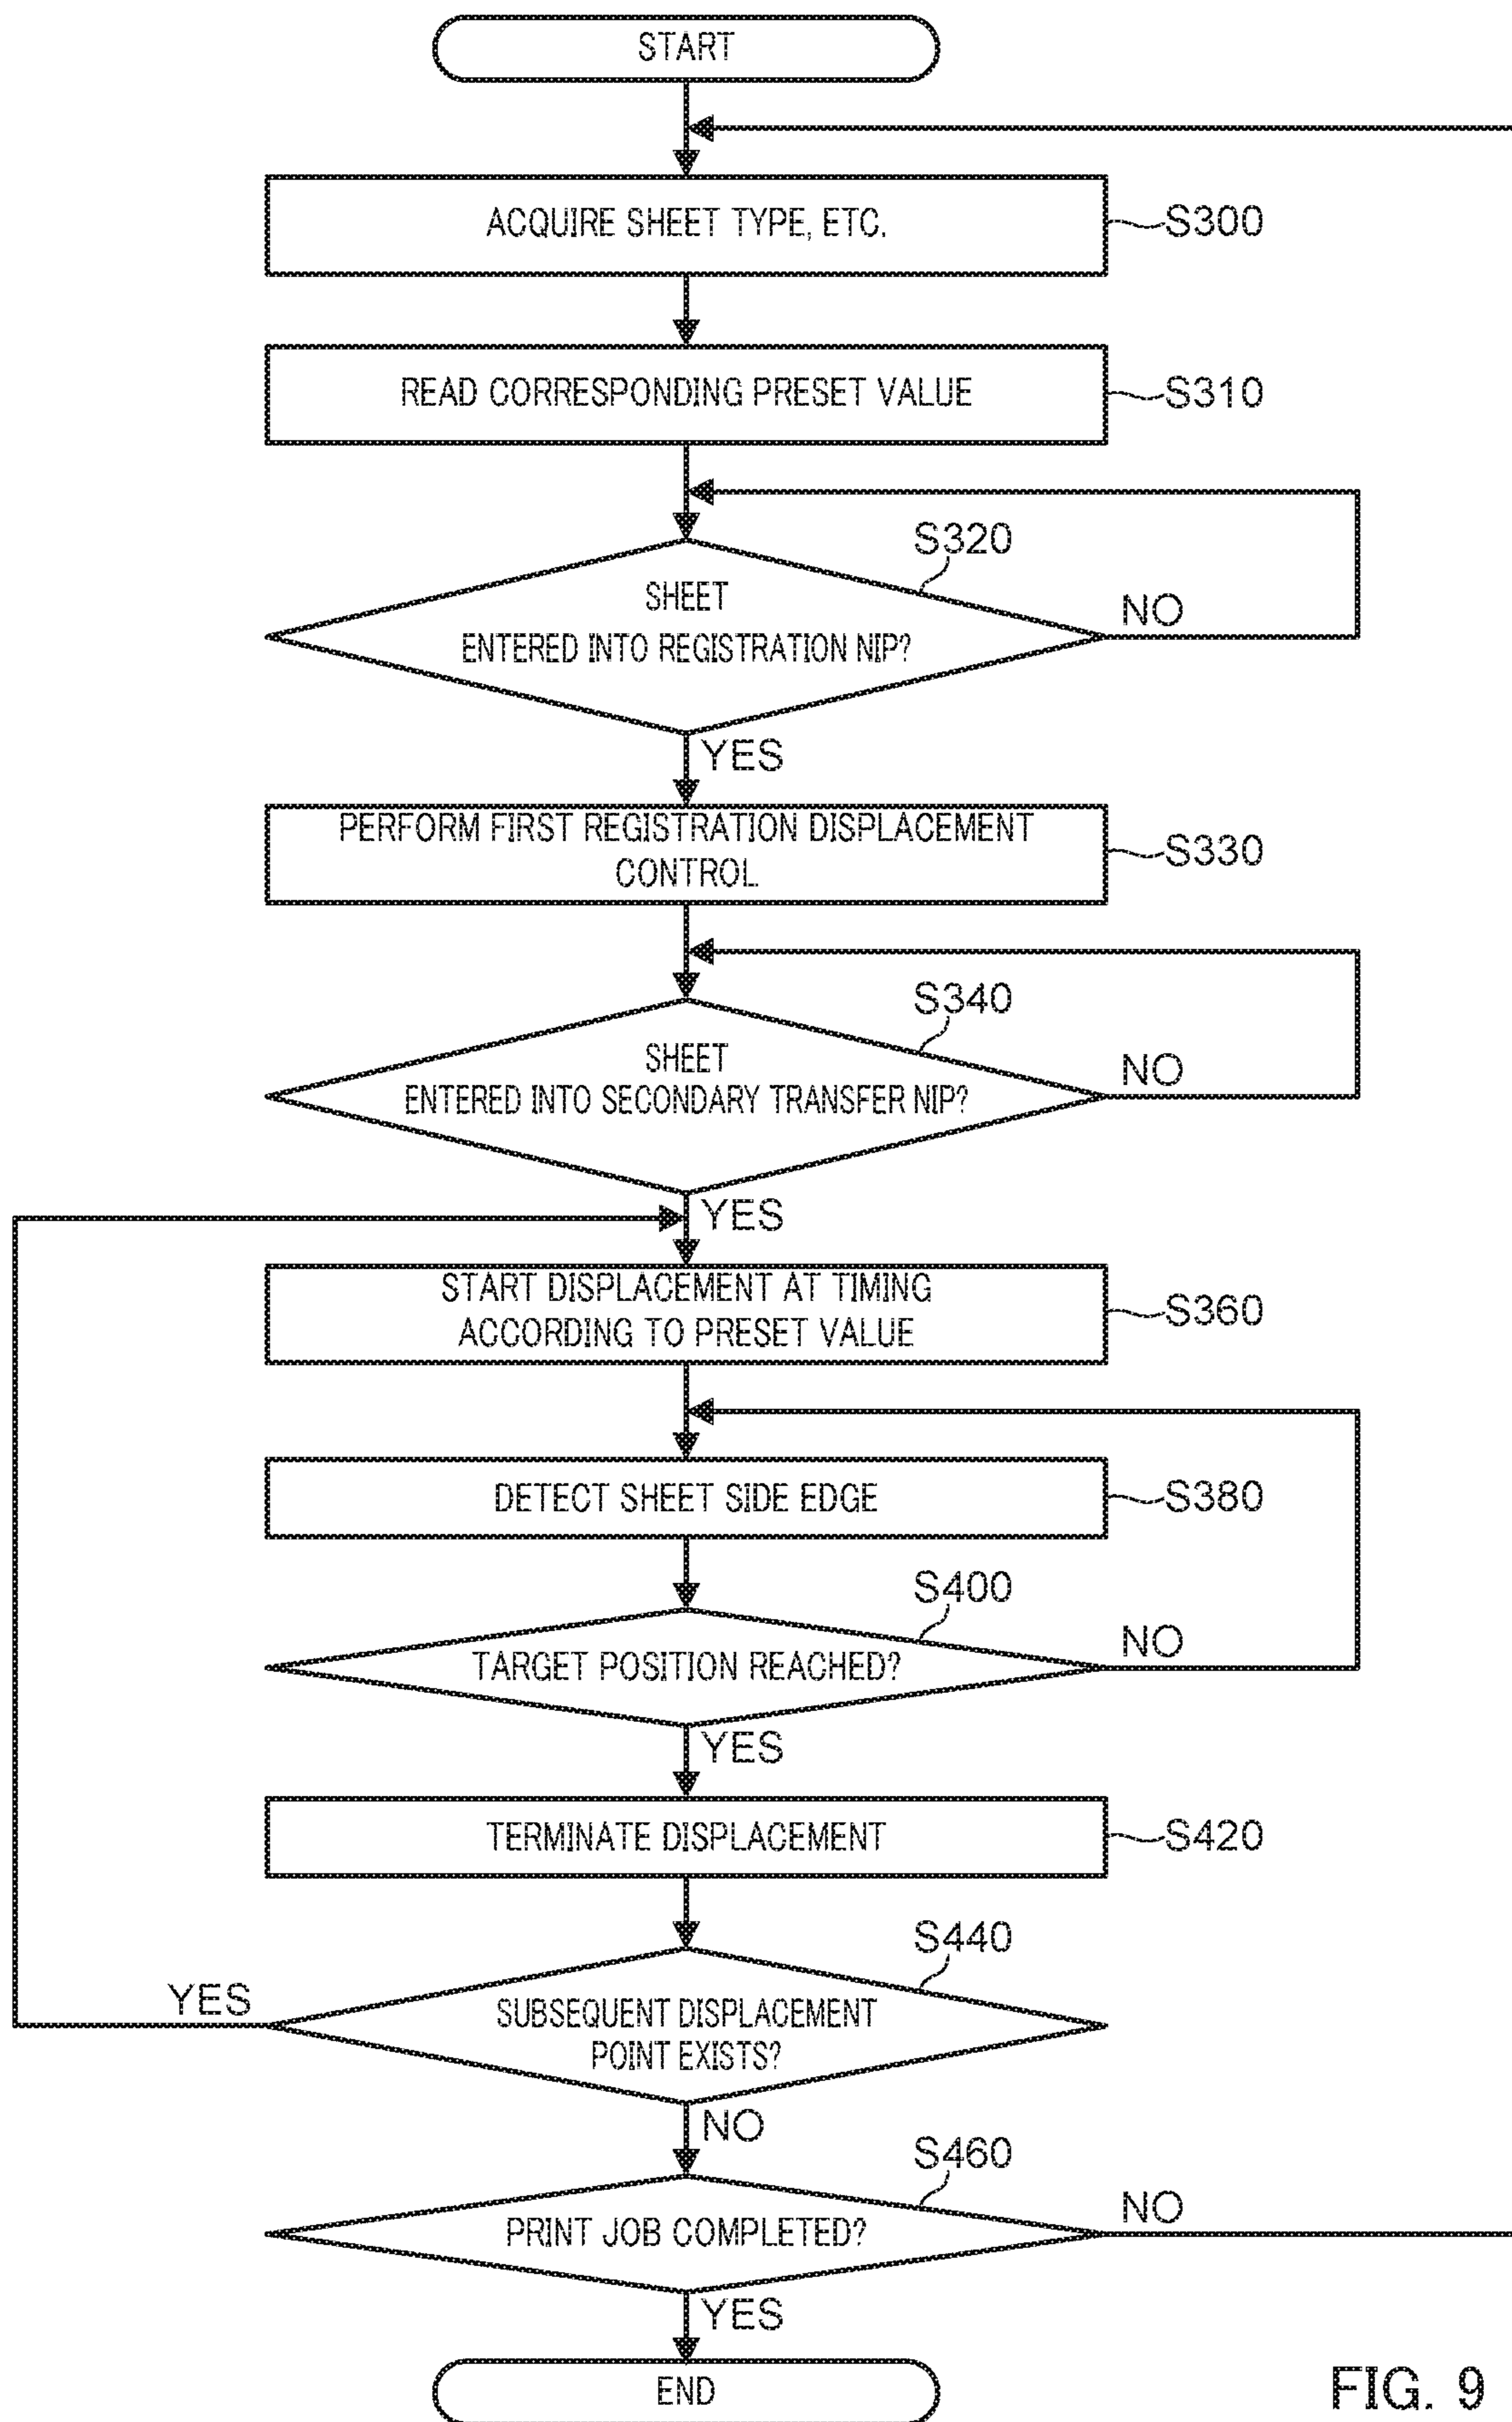 START
ACQUIRE SHEET TYPE, ETC.
S300
READ CORRESPONDING PRESET VALUE
S310
S320
SHEET
ENTERED INTO REGISTRATION NIP?
NO
YES
PERFORM FIRST REGISTRATION DISPLACEMENT
CONTROL
S330
S340
SHEET
ENTERED INTO SECONDARY TRANSFER NIP?
NO
YES
START DISPLACEMENT AT TIMING
ACCORDING TO PRESET VALUE
S360
DETECT SHEET SIDE EDGE
S380
S400
TARGET POSITION REACHED?
NO
YES
TERMINATE DISPLACEMENT
S420
S440
YES
SUBSEQUENT DISPLACEMENT
POINT EXISTS?
NO
S460
PRINT JOB COMPLETED?
NO
YES
END
FIG. 9